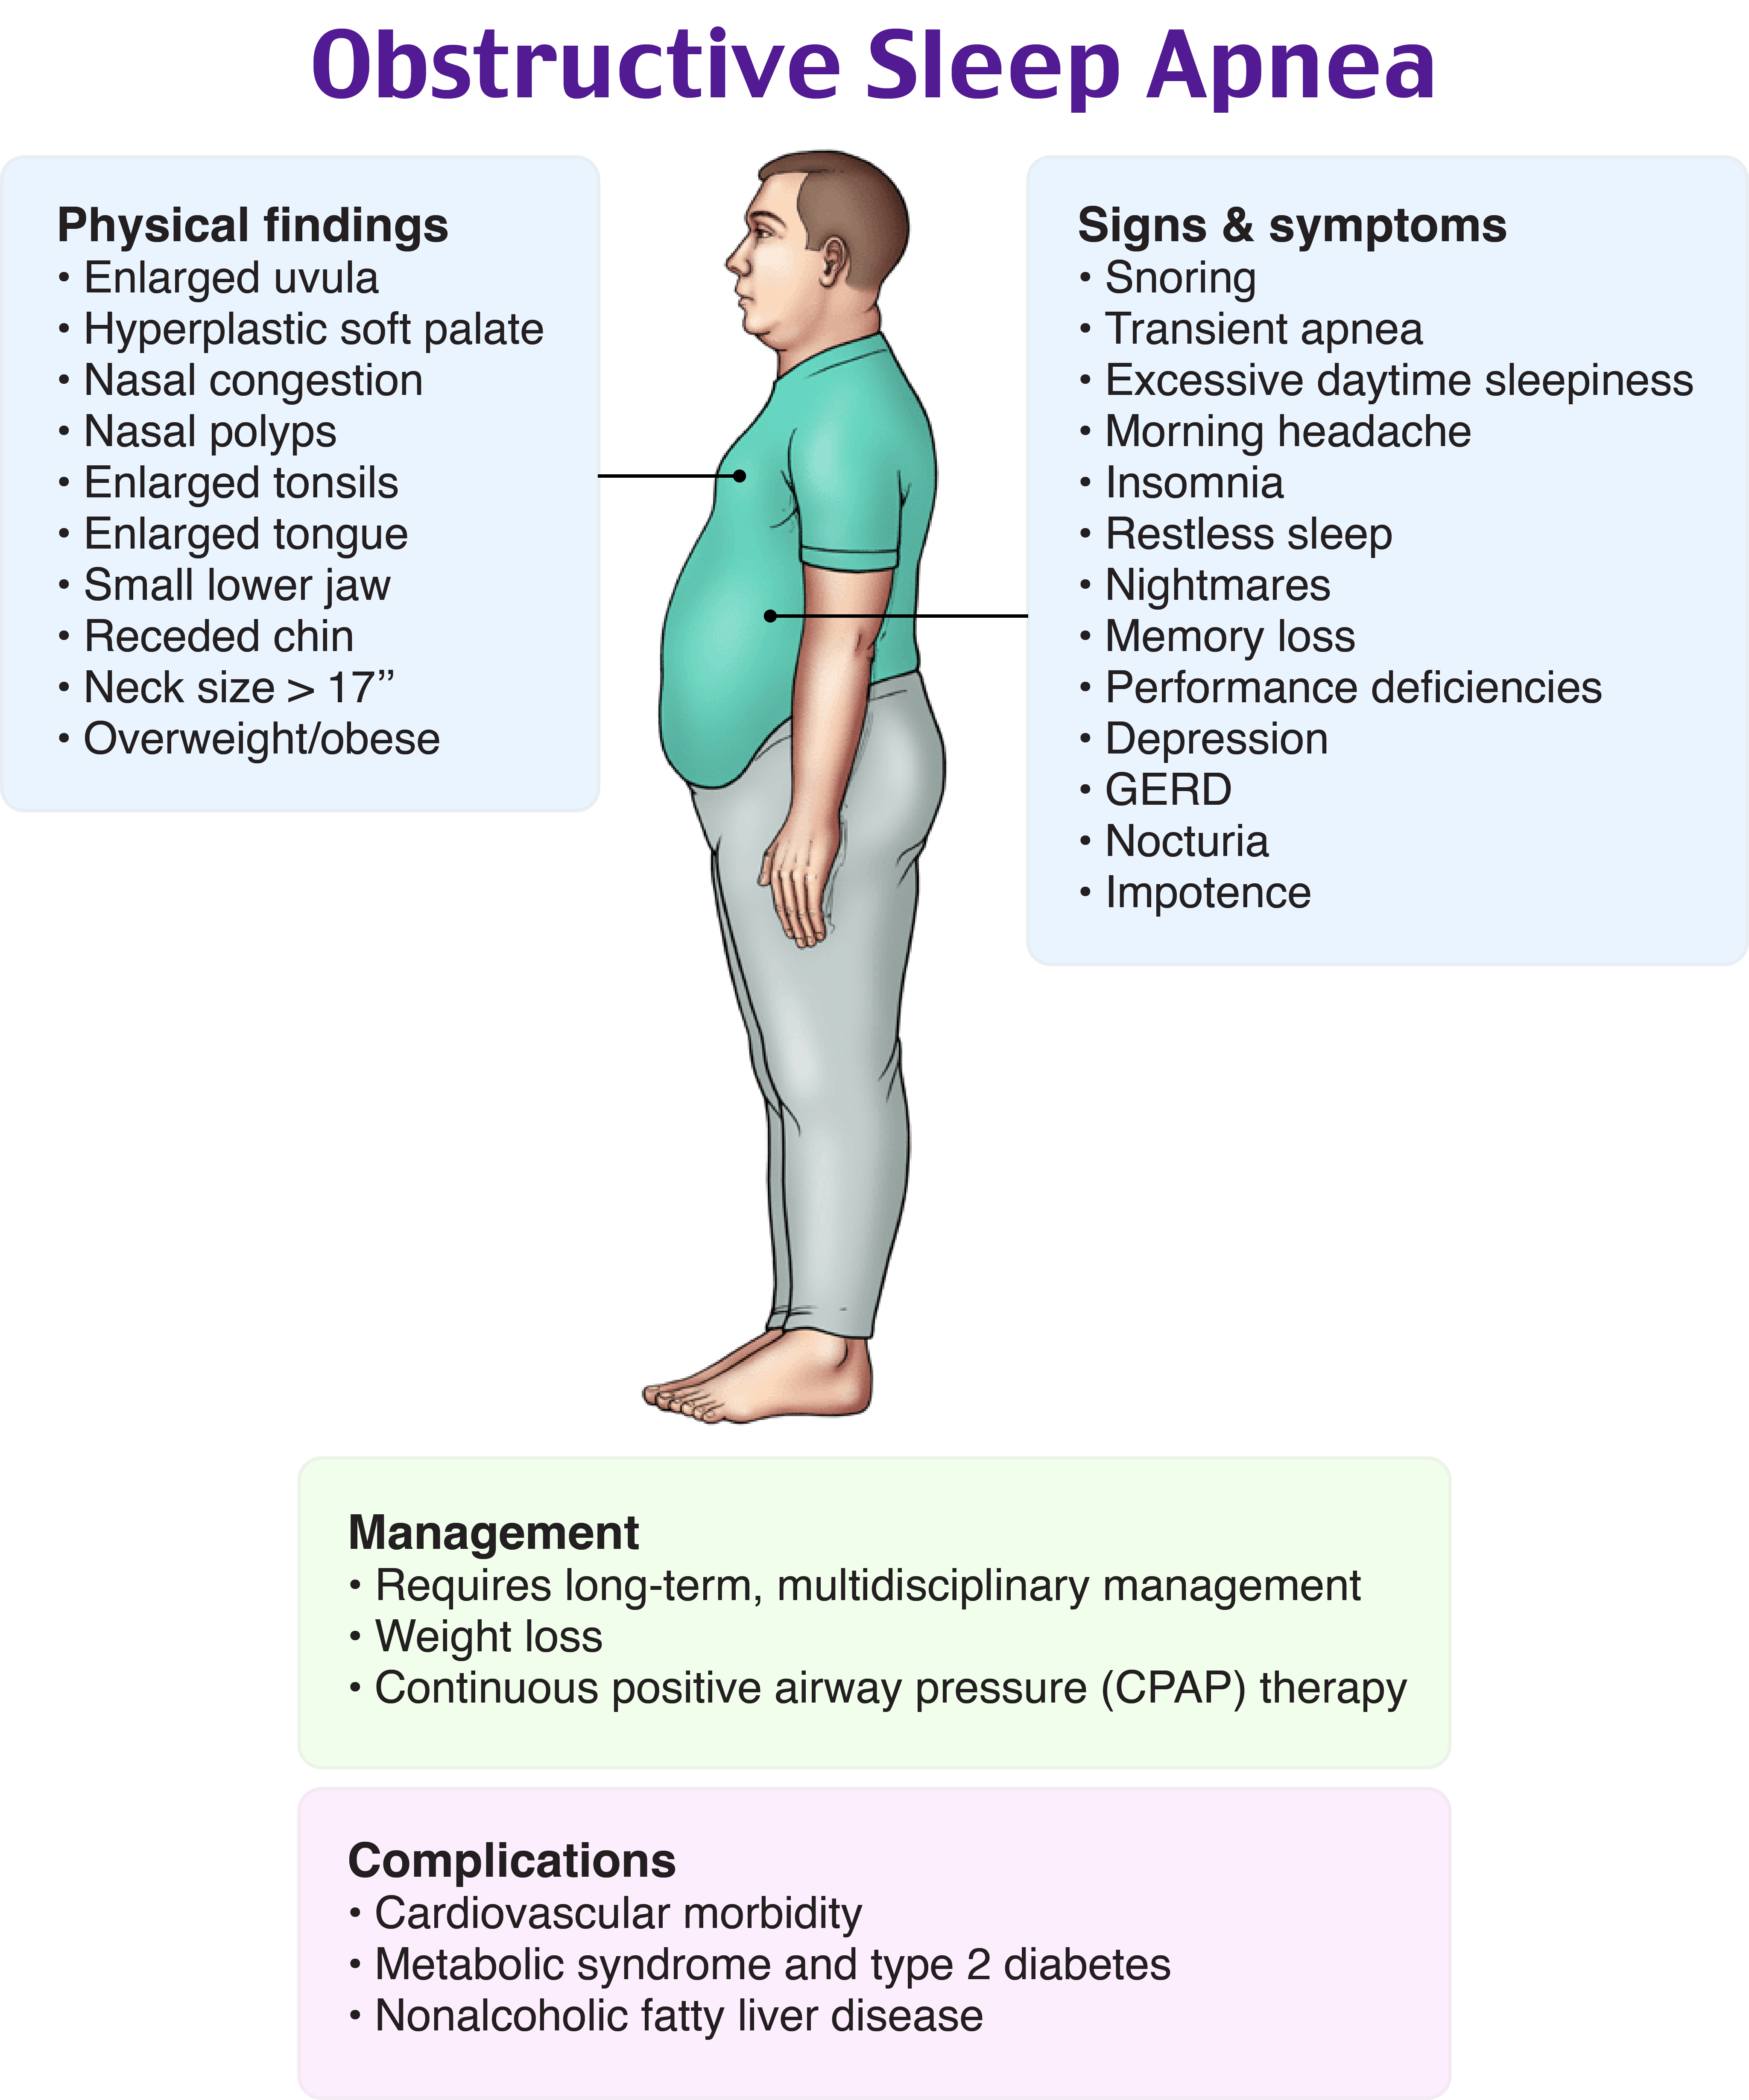 Obstructive Sleep Apnea
Physical findings
• Enlarged uvula
• Hyperplastic soft palate
• Nasal congestion
• Nasal polyps
• Enlarged tonsils
• Enlarged tongue
• Small lower jaw
• Receded chin
• Neck size > 17”
• Overweight/obese
Signs & symptoms
• Snoring
• Transient apnea
• Excessive daytime sleepiness
• Morning headache
• Insomnia
• Restless sleep
• Nightmares
• Memory loss
• Performance deficiencies
• Depression
• GERD
• Nocturia
• Impotence
Management
• Requires long-term, multidisciplinary management
• Weight loss
• Continuous positive airway pressure (CPAP) therapy
Complications
• Cardiovascular morbidity
• Metabolic syndrome and type 2 diabetes
• Nonalcoholic fatty liver disease